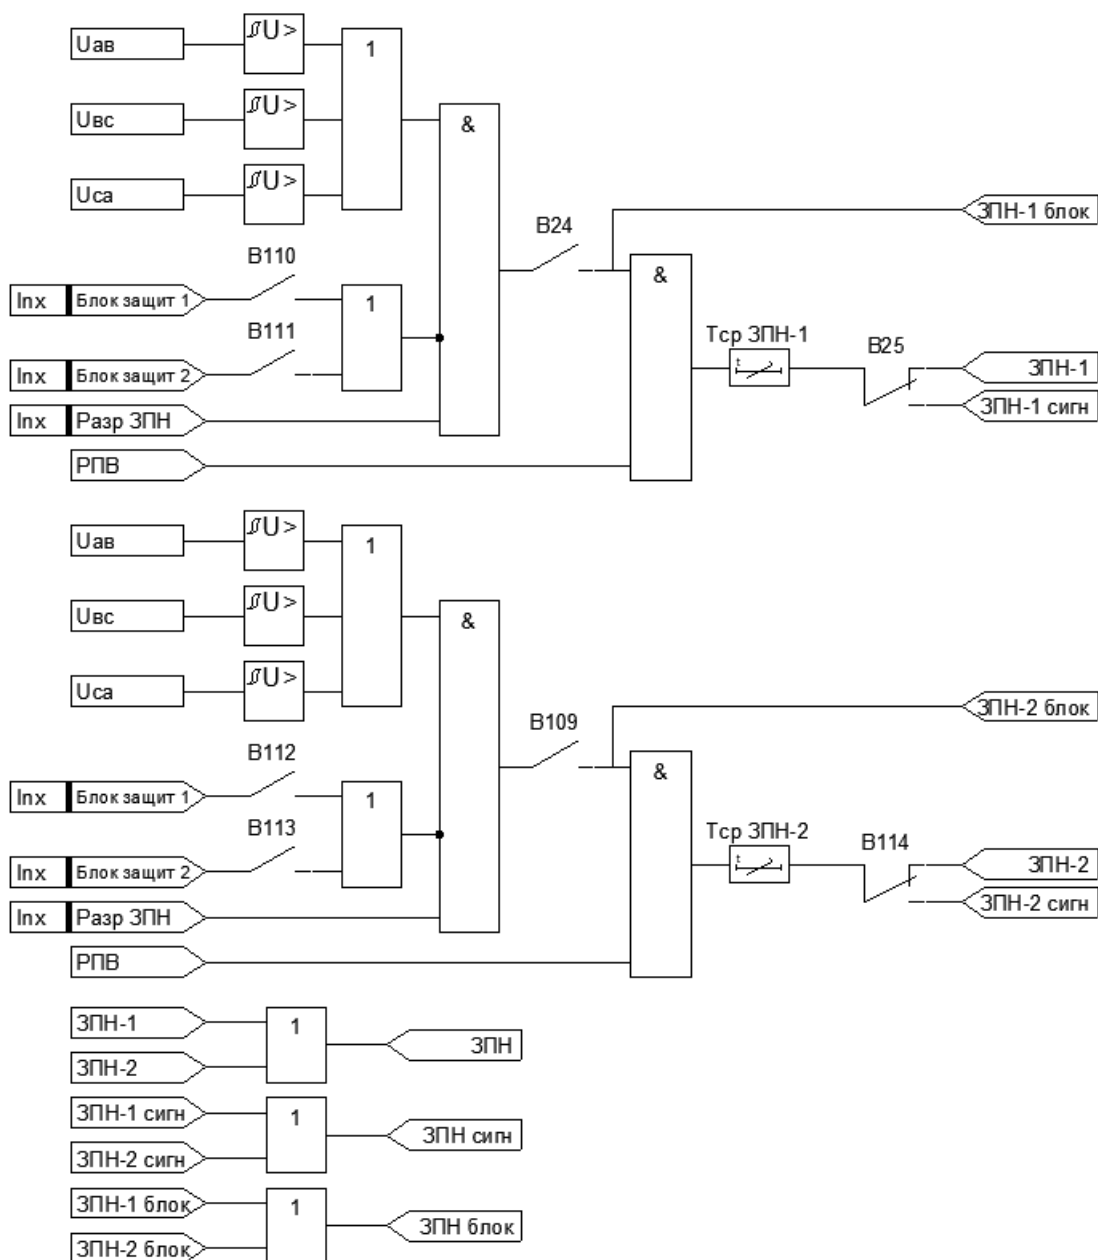 Uав
U>
1
&
Uвс
U>
Uса
U>
В24
ЗПН-1 блок
В110
Inx Блок защит 1
1
&
В111
Inx Блок защит 2
Тср ЗПН-1
t
В25
ЗПН-1
ЗПН-1 сигн
Inx Разр ЗПН
РПВ
Uав
U>
1
&
Uвс
U>
Uса
U>
В109
ЗПН-2 блок
В112
Inx Блок защит 1
1
&
В113
Inx Блок защит 2
Тср ЗПН-2
t
В114
ЗПН-2
ЗПН-2 сигн
Inx Разр ЗПН
РПВ
ЗПН-1
1
ЗПН
ЗПН-2
ЗПН-1 сигн
1
ЗПН сигн
ЗПН-2 сигн
ЗПН-1 блок
1
ЗПН блок
ЗПН-2 блок